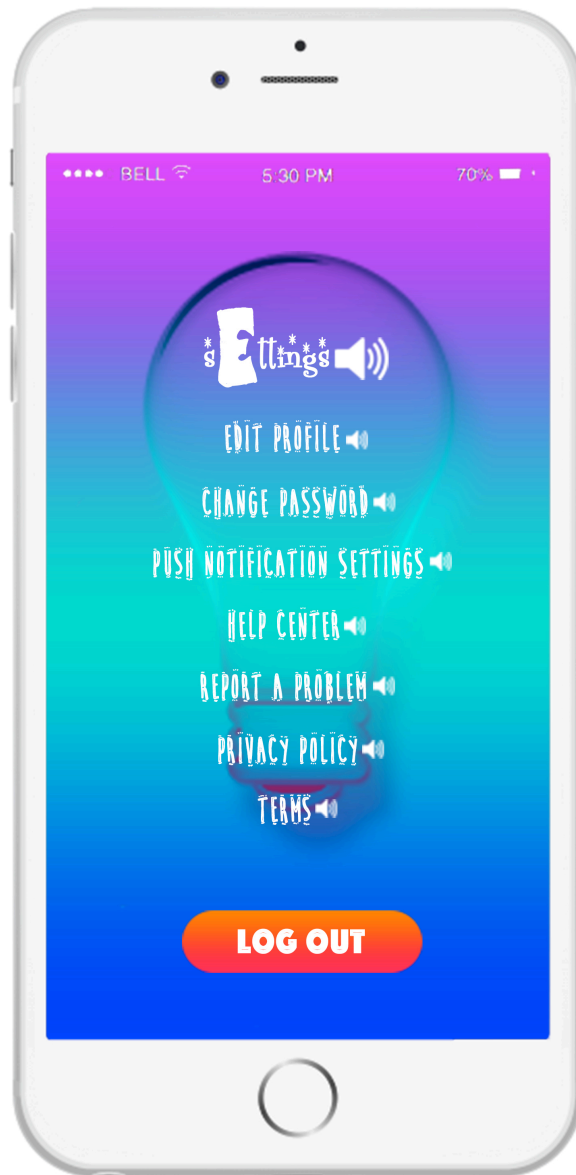 BELL 5:30 PM 70%
sEttings
EDIT PROFILE
CHANGE PASSWORD
PUSH NOTIFICATION SETTINGS
HELP CENTER
REPORT A PROBLEM
PRIVACY POLICY
TERMS
LOG OUT